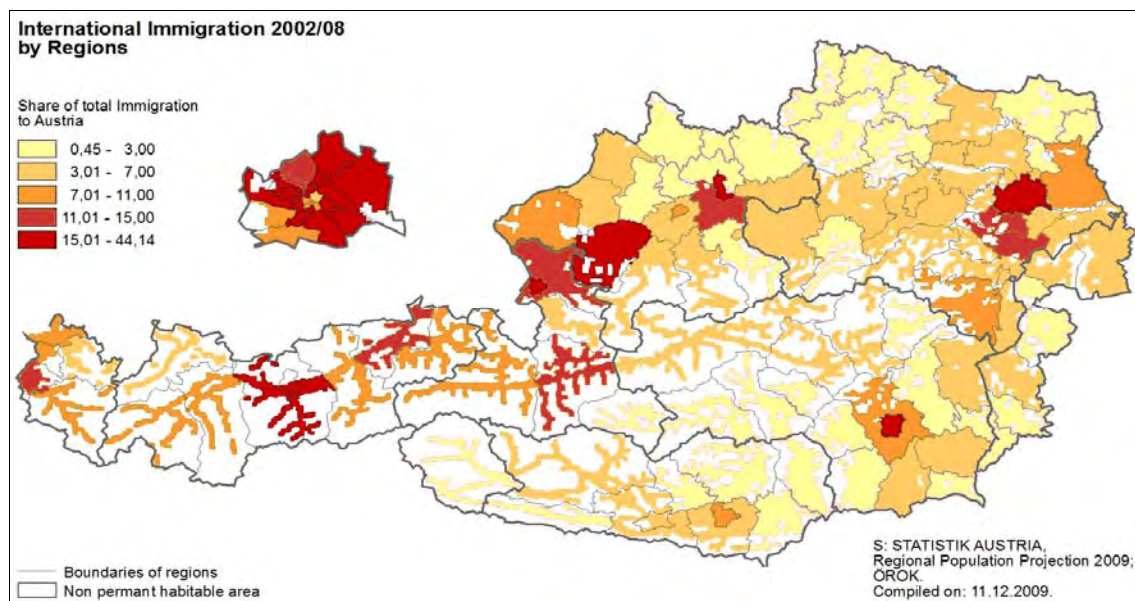 International Immigration 2002/08
by Regions
Share of total Immigration
to Austria
0,45 - 3,00
3,01 - 7,00
7,01 - 11,00
11,01 - 15,00
15,01 - 44,14
Boundaries of regions
Non permant habitable area
S: STATISTIK AUSTRIA,
Regional Population Projection 2009;
ÖROK.
Compiled on: 11.12.2009.